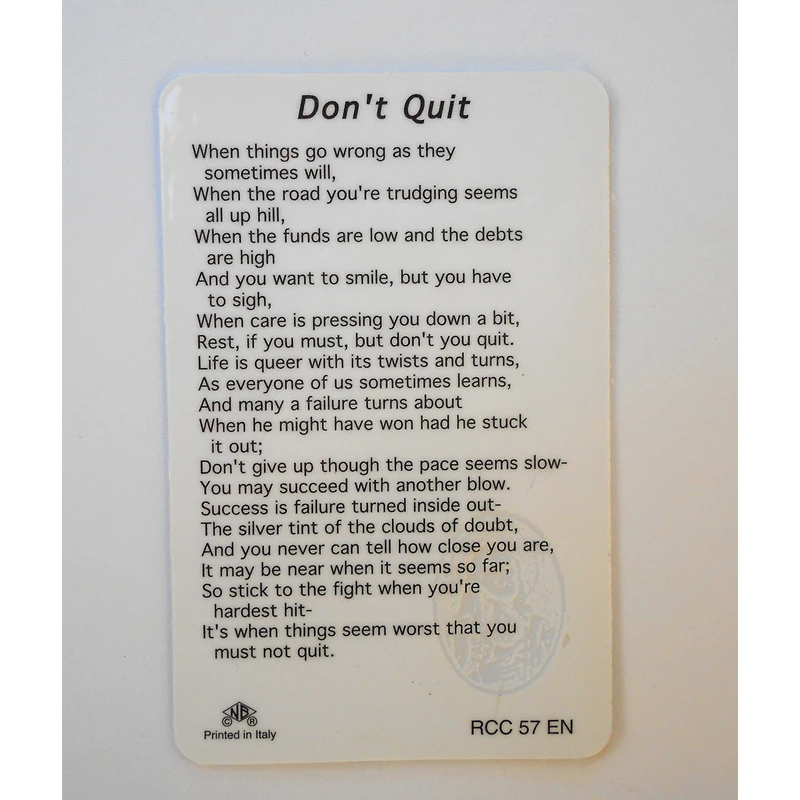 Don't Quit
When things go wrong as they
sometimes will,
When the road you're trudging seems
all up hill,
When the funds are low and the debts
are high
And you want to smile, but you have
to sigh,
When care is pressing you down a bit,
Rest, if you must, but don't you quit.
Life is queer with its twists and turns,
As everyone of us sometimes learns,
And many a failure turns about
When he might have won had he stuck
it out;
Don't give up though the pace seems slow-
You may succeed with another blow.
Success is failure turned inside out-
The silver tint of the clouds of doubt,
And you never can tell how close you are,
It may be near when it seems so far;
So stick to the fight when you're
hardest hit-
It's when things seem worst that you
must not quit.
C NB R
Printed in Italy
RCC 57 EN